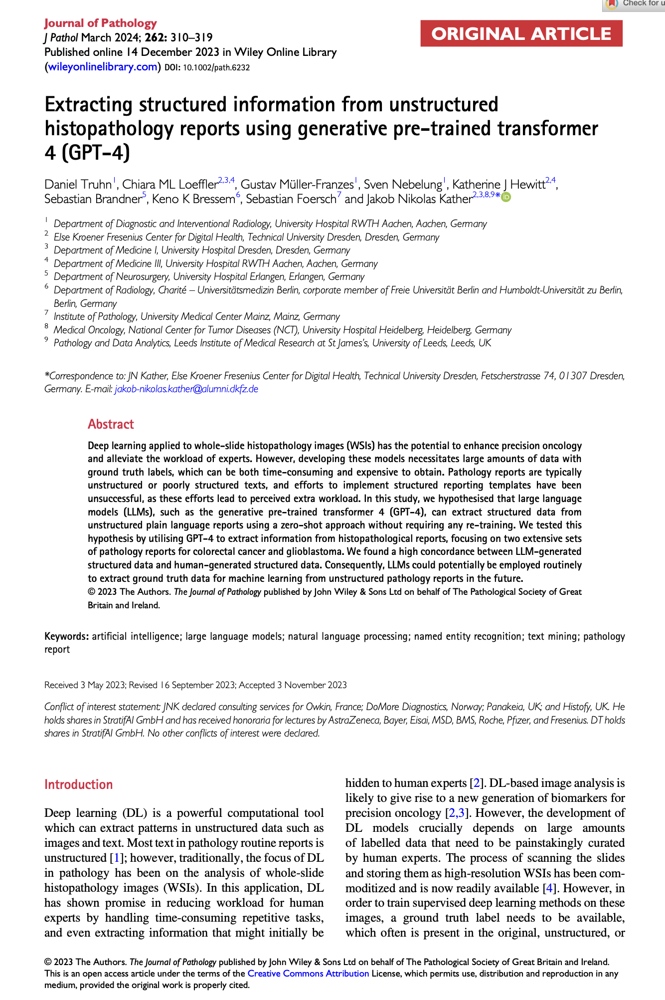 Check for u
Journal of Pathology
J Pathol March 2024; 262: 310–319
Published online 14 December 2023 in Wiley Online Library
(wileyonlinelibrary.com) DOI: 10.1002/path.6232
ORIGINAL ARTICLE
Extracting structured information from unstructured
histopathology reports using generative pre-trained transformer
4 (GPT-4)
Daniel Truhn1, Chiara ML Loeffler2,3,4, Gustav Müller-Franzes1, Sven Nebelung1, Katherine J Hewitt2,4,
Sebastian Brandner5, Keno K Bressem6, Sebastian Foersch7 and Jakob Nikolas Kather2,3,8,9* iD
1 Department of Diagnostic and Interventional Radiology, University Hospital RWTH Aachen, Aachen, Germany
2 Else Kroener Fresenius Center for Digital Health, Technical University Dresden, Dresden, Germany
3 Department of Medicine I, University Hospital Dresden, Dresden, Germany
4 Department of Medicine III, University Hospital RWTH Aachen, Aachen, Germany
5 Department of Neurosurgery, University Hospital Erlangen, Erlangen, Germany
6 Department of Radiology, Charité – Universitätsmedizin Berlin, corporate member of Freie Universität Berlin and Humboldt-Universität zu Berlin,
Berlin, Germany
7 Institute of Pathology, University Medical Center Mainz, Mainz, Germany
8 Medical Oncology, National Center for Tumor Diseases (NCT), University Hospital Heidelberg, Heidelberg, Germany
9 Pathology and Data Analytics, Leeds Institute of Medical Research at St James's, University of Leeds, Leeds, UK
*Correspondence to: JN Kather, Else Kroener Fresenius Center for Digital Health, Technical University Dresden, Fetscherstrasse 74, 01307 Dresden,
Germany. E-mail: jakob-nikolas.kather@alumni.dkfz.de
Abstract
Deep learning applied to whole-slide histopathology images (WSIs) has the potential to enhance precision oncology
and alleviate the workload of experts. However, developing these models necessitates large amounts of data with
ground truth labels, which can be both time-consuming and expensive to obtain. Pathology reports are typically
unstructured or poorly structured texts, and efforts to implement structured reporting templates have been
unsuccessful, as these efforts lead to perceived extra workload. In this study, we hypothesised that large language
models (LLMs), such as the generative pre-trained transformer 4 (GPT-4), can extract structured data from
unstructured plain language reports using a zero-shot approach without requiring any re-training. We tested this
hypothesis by utilising GPT-4 to extract information from histopathological reports, focusing on two extensive sets
of pathology reports for colorectal cancer and glioblastoma. We found a high concordance between LLM-generated
structured data and human-generated structured data. Consequently, LLMs could potentially be employed routinely
to extract ground truth data for machine learning from unstructured pathology reports in the future.
© 2023 The Authors. The Journal of Pathology published by John Wiley & Sons Ltd on behalf of The Pathological Society of Great
Britain and Ireland.
Keywords: artificial intelligence; large language models; natural language processing; named entity recognition; text mining; pathology
report
Received 3 May 2023; Revised 16 September 2023; Accepted 3 November 2023
Conflict of interest statement: JNK declared consulting services for Owkin, France; DoMore Diagnostics, Norway; Panakeia, UK; and Histofy, UK. He
holds shares in StratifAI GmbH and has received honoraria for lectures by AstraZeneca, Bayer, Eisai, MSD, BMS, Roche, Pfizer, and Fresenius. DT holds
shares in StratifAI GmbH. No other conflicts of interest were declared.
Introduction
Deep learning (DL) is a powerful computational tool
which can extract patterns in unstructured data such as
images and text. Most text in pathology routine reports is
unstructured [1]; however, traditionally, the focus of DL
in pathology has been on the analysis of whole-slide
histopathology images (WSIs). In this application, DL
has shown promise in reducing workload for human
experts by handling time-consuming repetitive tasks,
and even extracting information that might initially be
hidden to human experts [2]. DL-based image analysis is
likely to give rise to a new generation of biomarkers for
precision oncology [2,3]. However, the development of
DL models crucially depends on large amounts
of labelled data that need to be painstakingly curated
by human experts. The process of scanning the slides
and storing them as high-resolution WSIs has been com-
moditized and is now readily available [4]. However, in
order to train supervised deep learning methods on these
images, a ground truth label needs to be available,
which often is present in the original, unstructured, or
© 2023 The Authors. The Journal of Pathology published by John Wiley & Sons Ltd on behalf of The Pathological Society of Great Britain and Ireland.
This is an open access article under the terms of the Creative Commons Attribution License, which permits use, distribution and reproduction in any
medium, provided the original work is properly cited.